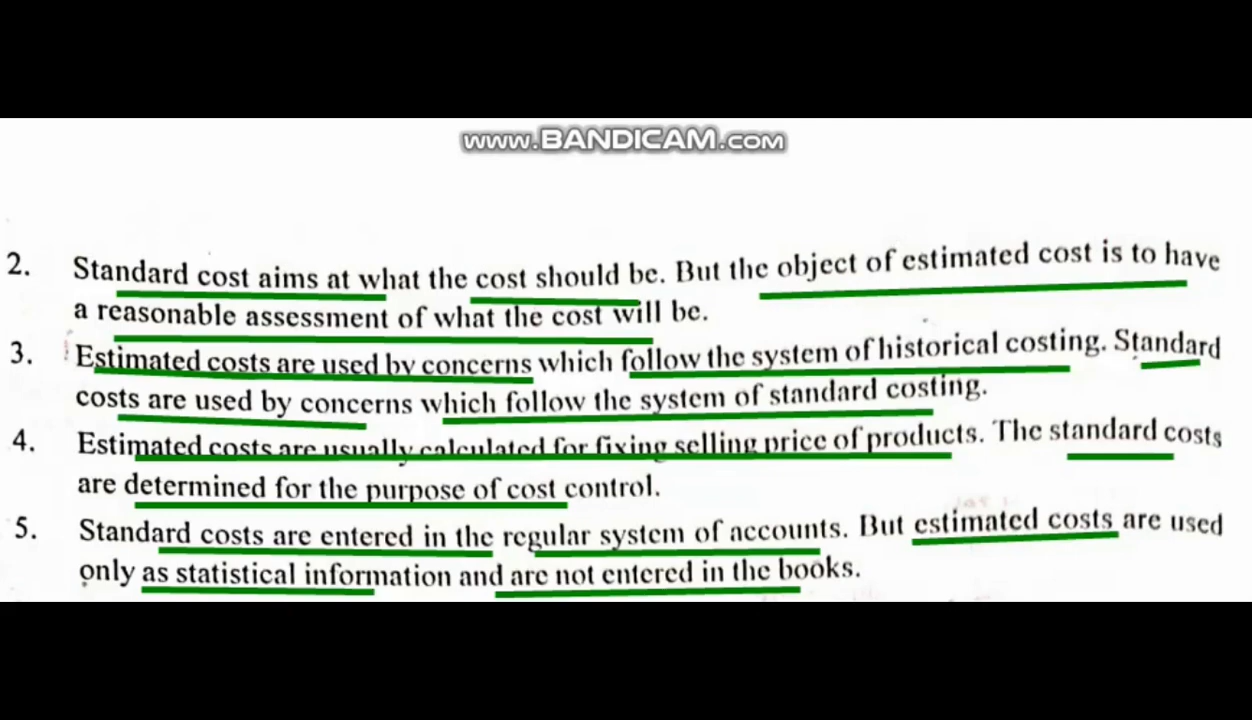 www.BANDICAM.com
2. Standard cost aims at what the cost should be. But the object of estimated cost is to have
a reasonable assessment of what the cost will be.
3. Estimated costs are used by concerns which follow the system of historical costing. Standard
costs are used by concerns which follow the system of standard costing.
4. Estimated costs are usually calculated for fixing selling price of products. The standard costs
are determined for the purpose of cost control.
5. Standard costs are entered in the regular system of accounts. But estimated costs are used
only as statistical information and are not entered in the books.